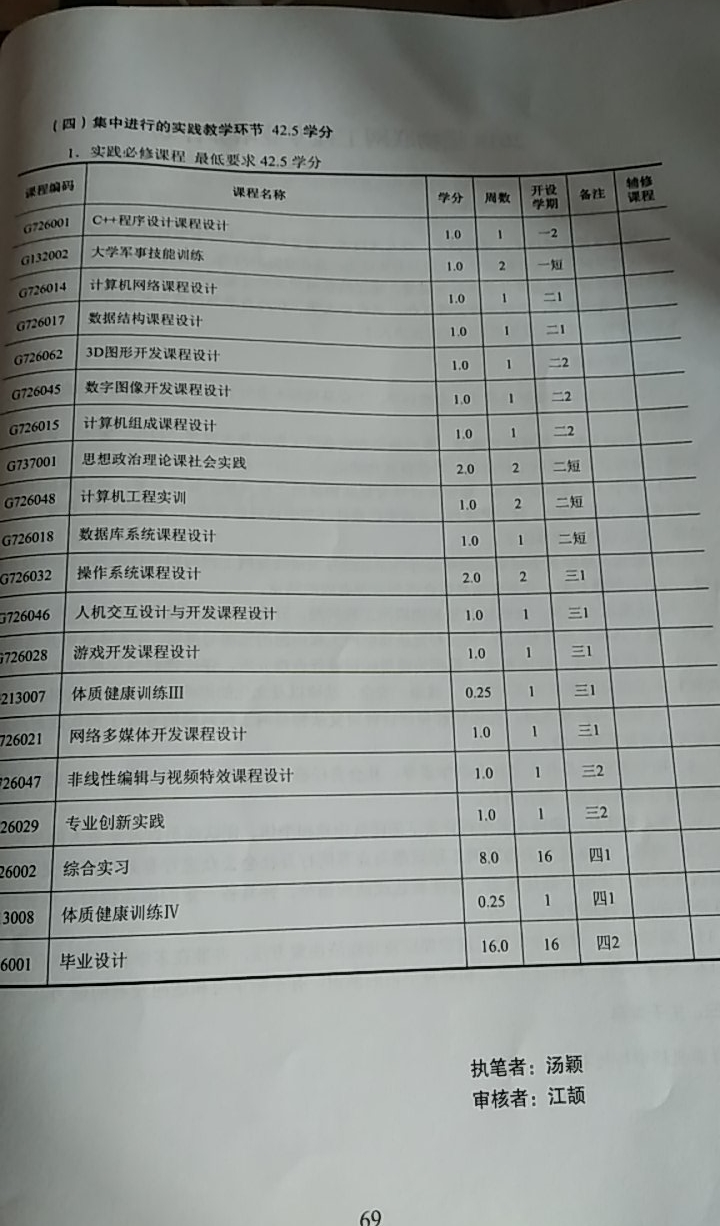 （四）集中进行的实践教学环节 42.5 学分
1. 实践必修课程 最低要求 42.5 学分
课程编码 课程名称 学分 周数 开设学期 备注 辅修课程
G726001 C++程序设计课程设计 1.0 1 一2
G132002 大学军事技能训练 1.0 2 一短
G726014 计算机网络课程设计 1.0 1 二1
G726017 数据结构课程设计 1.0 1 二1
G726062 3D图形开发课程设计 1.0 1 二2
G726045 数字图像开发课程设计 1.0 1 二2
G726015 计算机组成课程设计 1.0 1 二2
G737001 思想政治理论课社会实践 2.0 2 二短
G726048 计算机工程实训 1.0 2 二短
G726018 数据库系统课程设计 1.0 1 二短
G726032 操作系统课程设计 2.0 2 三1
G726046 人机交互设计与开发课程设计 1.0 1 三1
G726028 游戏开发课程设计 1.0 1 三1
213007 体质健康训练Ⅲ 0.25 1 三1
726021 网络多媒体开发课程设计 1.0 1 三1
726047 非线性编辑与视频特效课程设计 1.0 1 三2
26029 专业创新实践 1.0 1 三2
26002 综合实习 8.0 16 四1
3008 体质健康训练Ⅳ 0.25 1 四1
6001 毕业设计 16.0 16 四2
执笔者：汤颖
审核者：江颉
69